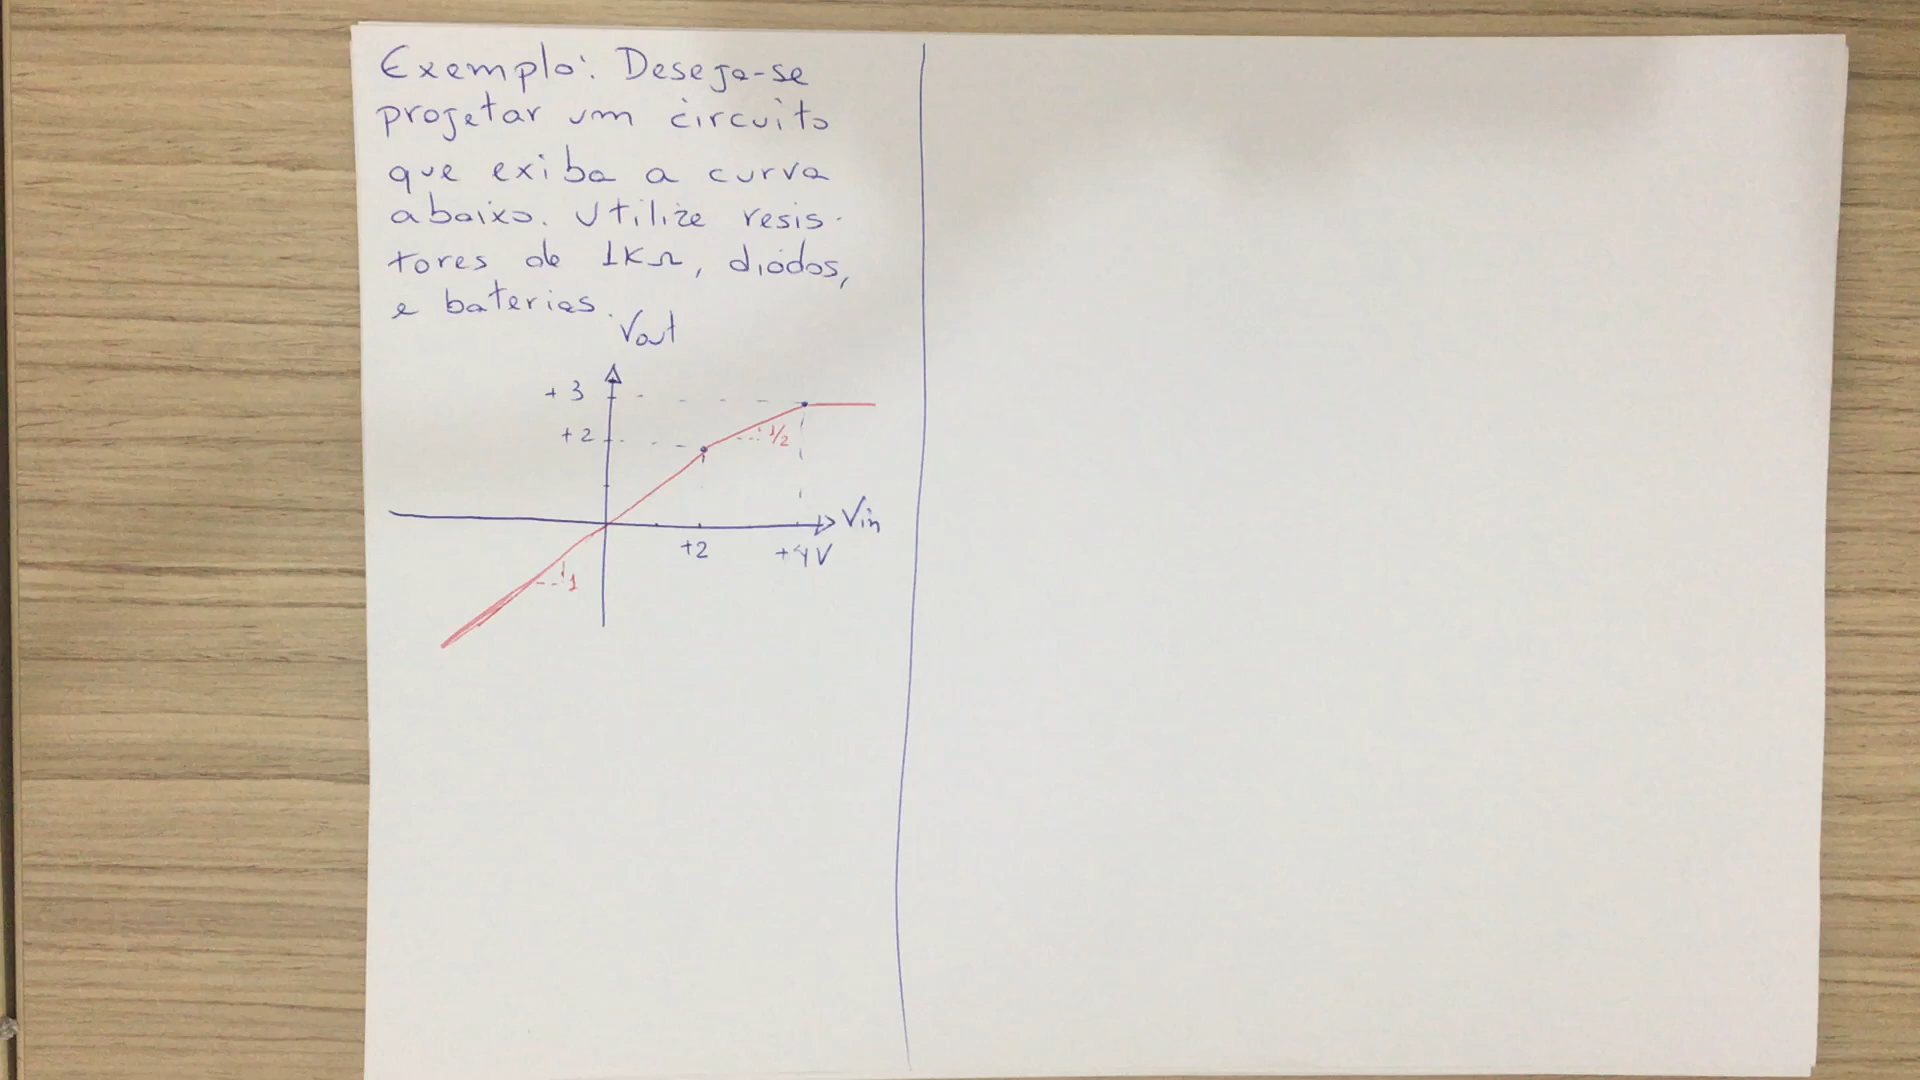 Exemplo: Deseja-se
projetar um circuito
que exiba a curva
abaixo. Utilize resis-
tores de 1KΩ, diodos,
e baterias.
Vout
+3
+2
1/2
Vin
+2
+4V
1